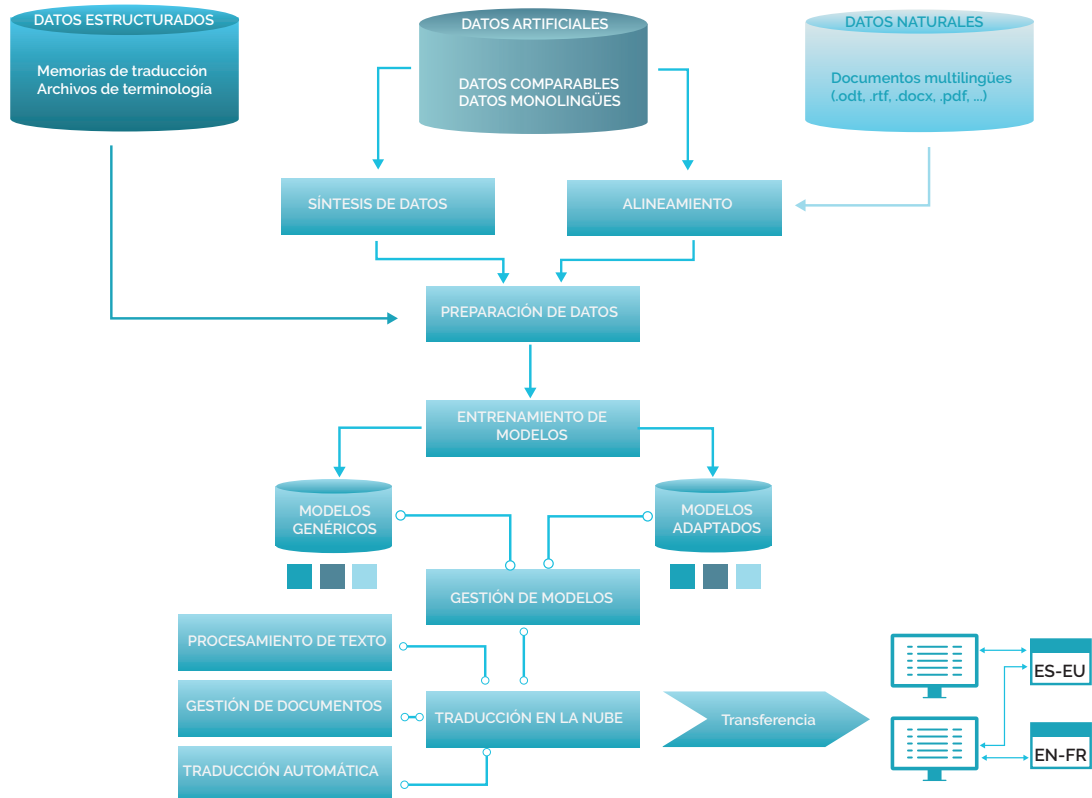 DATOS ESTRUCTURADOS
Memorias de traducción
Archivos de terminología
DATOS ARTIFICIALES
DATOS COMPARABLES
DATOS MONOLINGÜES
DATOS NATURALES
Documentos multilingües
(.odt, .rtf, .docx, .pdf, ...)
SÍNTESIS DE DATOS
ALINEAMIENTO
PREPARACIÓN DE DATOS
ENTRENAMIENTO DE
MODELOS
MODELOS
GENÉRICOS
MODELOS
ADAPTADOS
GESTIÓN DE MODELOS
PROCESAMIENTO DE TEXTO
GESTIÓN DE DOCUMENTOS
TRADUCCIÓN AUTOMÁTICA
TRADUCCIÓN EN LA NUBE
Transferencia
ES-EU
EN-FR